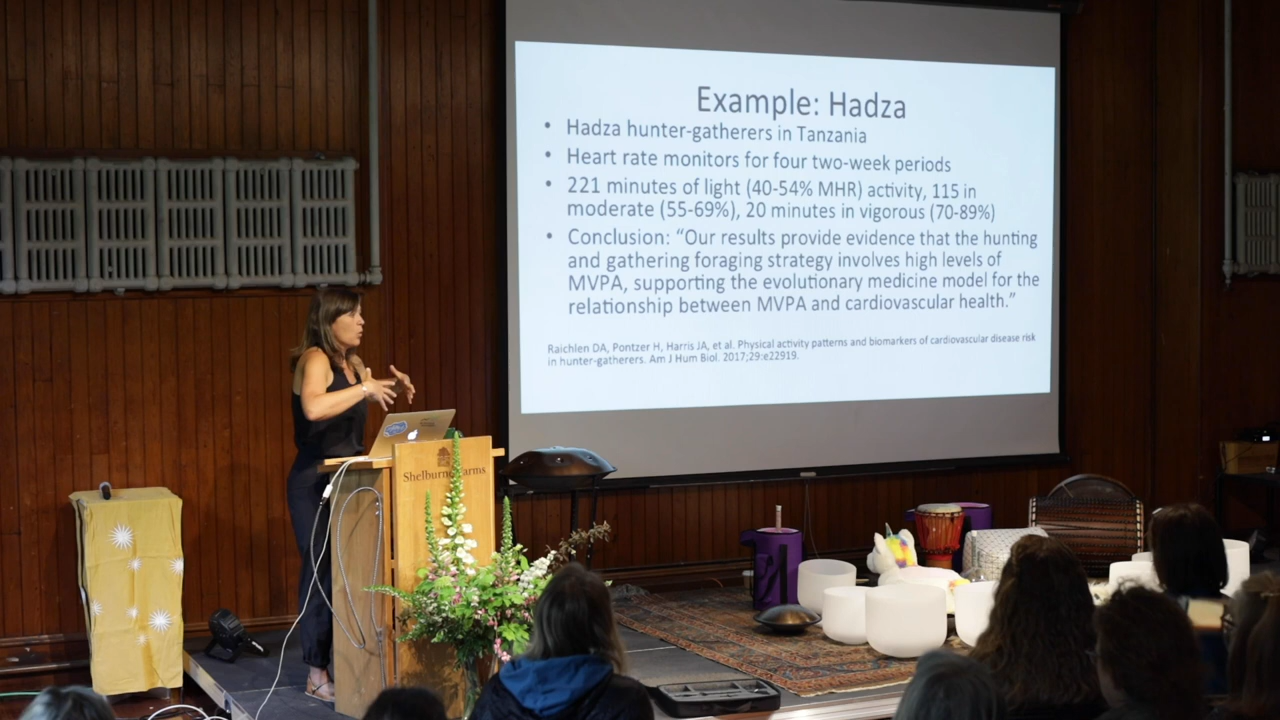 Example: Hadza
• Hadza hunter-gatherers in Tanzania
• Heart rate monitors for four two-week periods
• 221 minutes of light (40-54% MHR) activity, 115 in
moderate (55-69%), 20 minutes in vigorous (70-89%)
• Conclusion: “Our results provide evidence that the hunting
and gathering foraging strategy involves high levels of
MVPA, supporting the evolutionary medicine model for the
relationship between MVPA and cardiovascular health.”
Raichlen DA, Pontzer H, Harris JA, et al. Physical activity patterns and biomarkers of cardiovascular disease risk
in hunter-gatherers. Am J Hum Biol. 2017;29:e22919.
Shelburne Farms